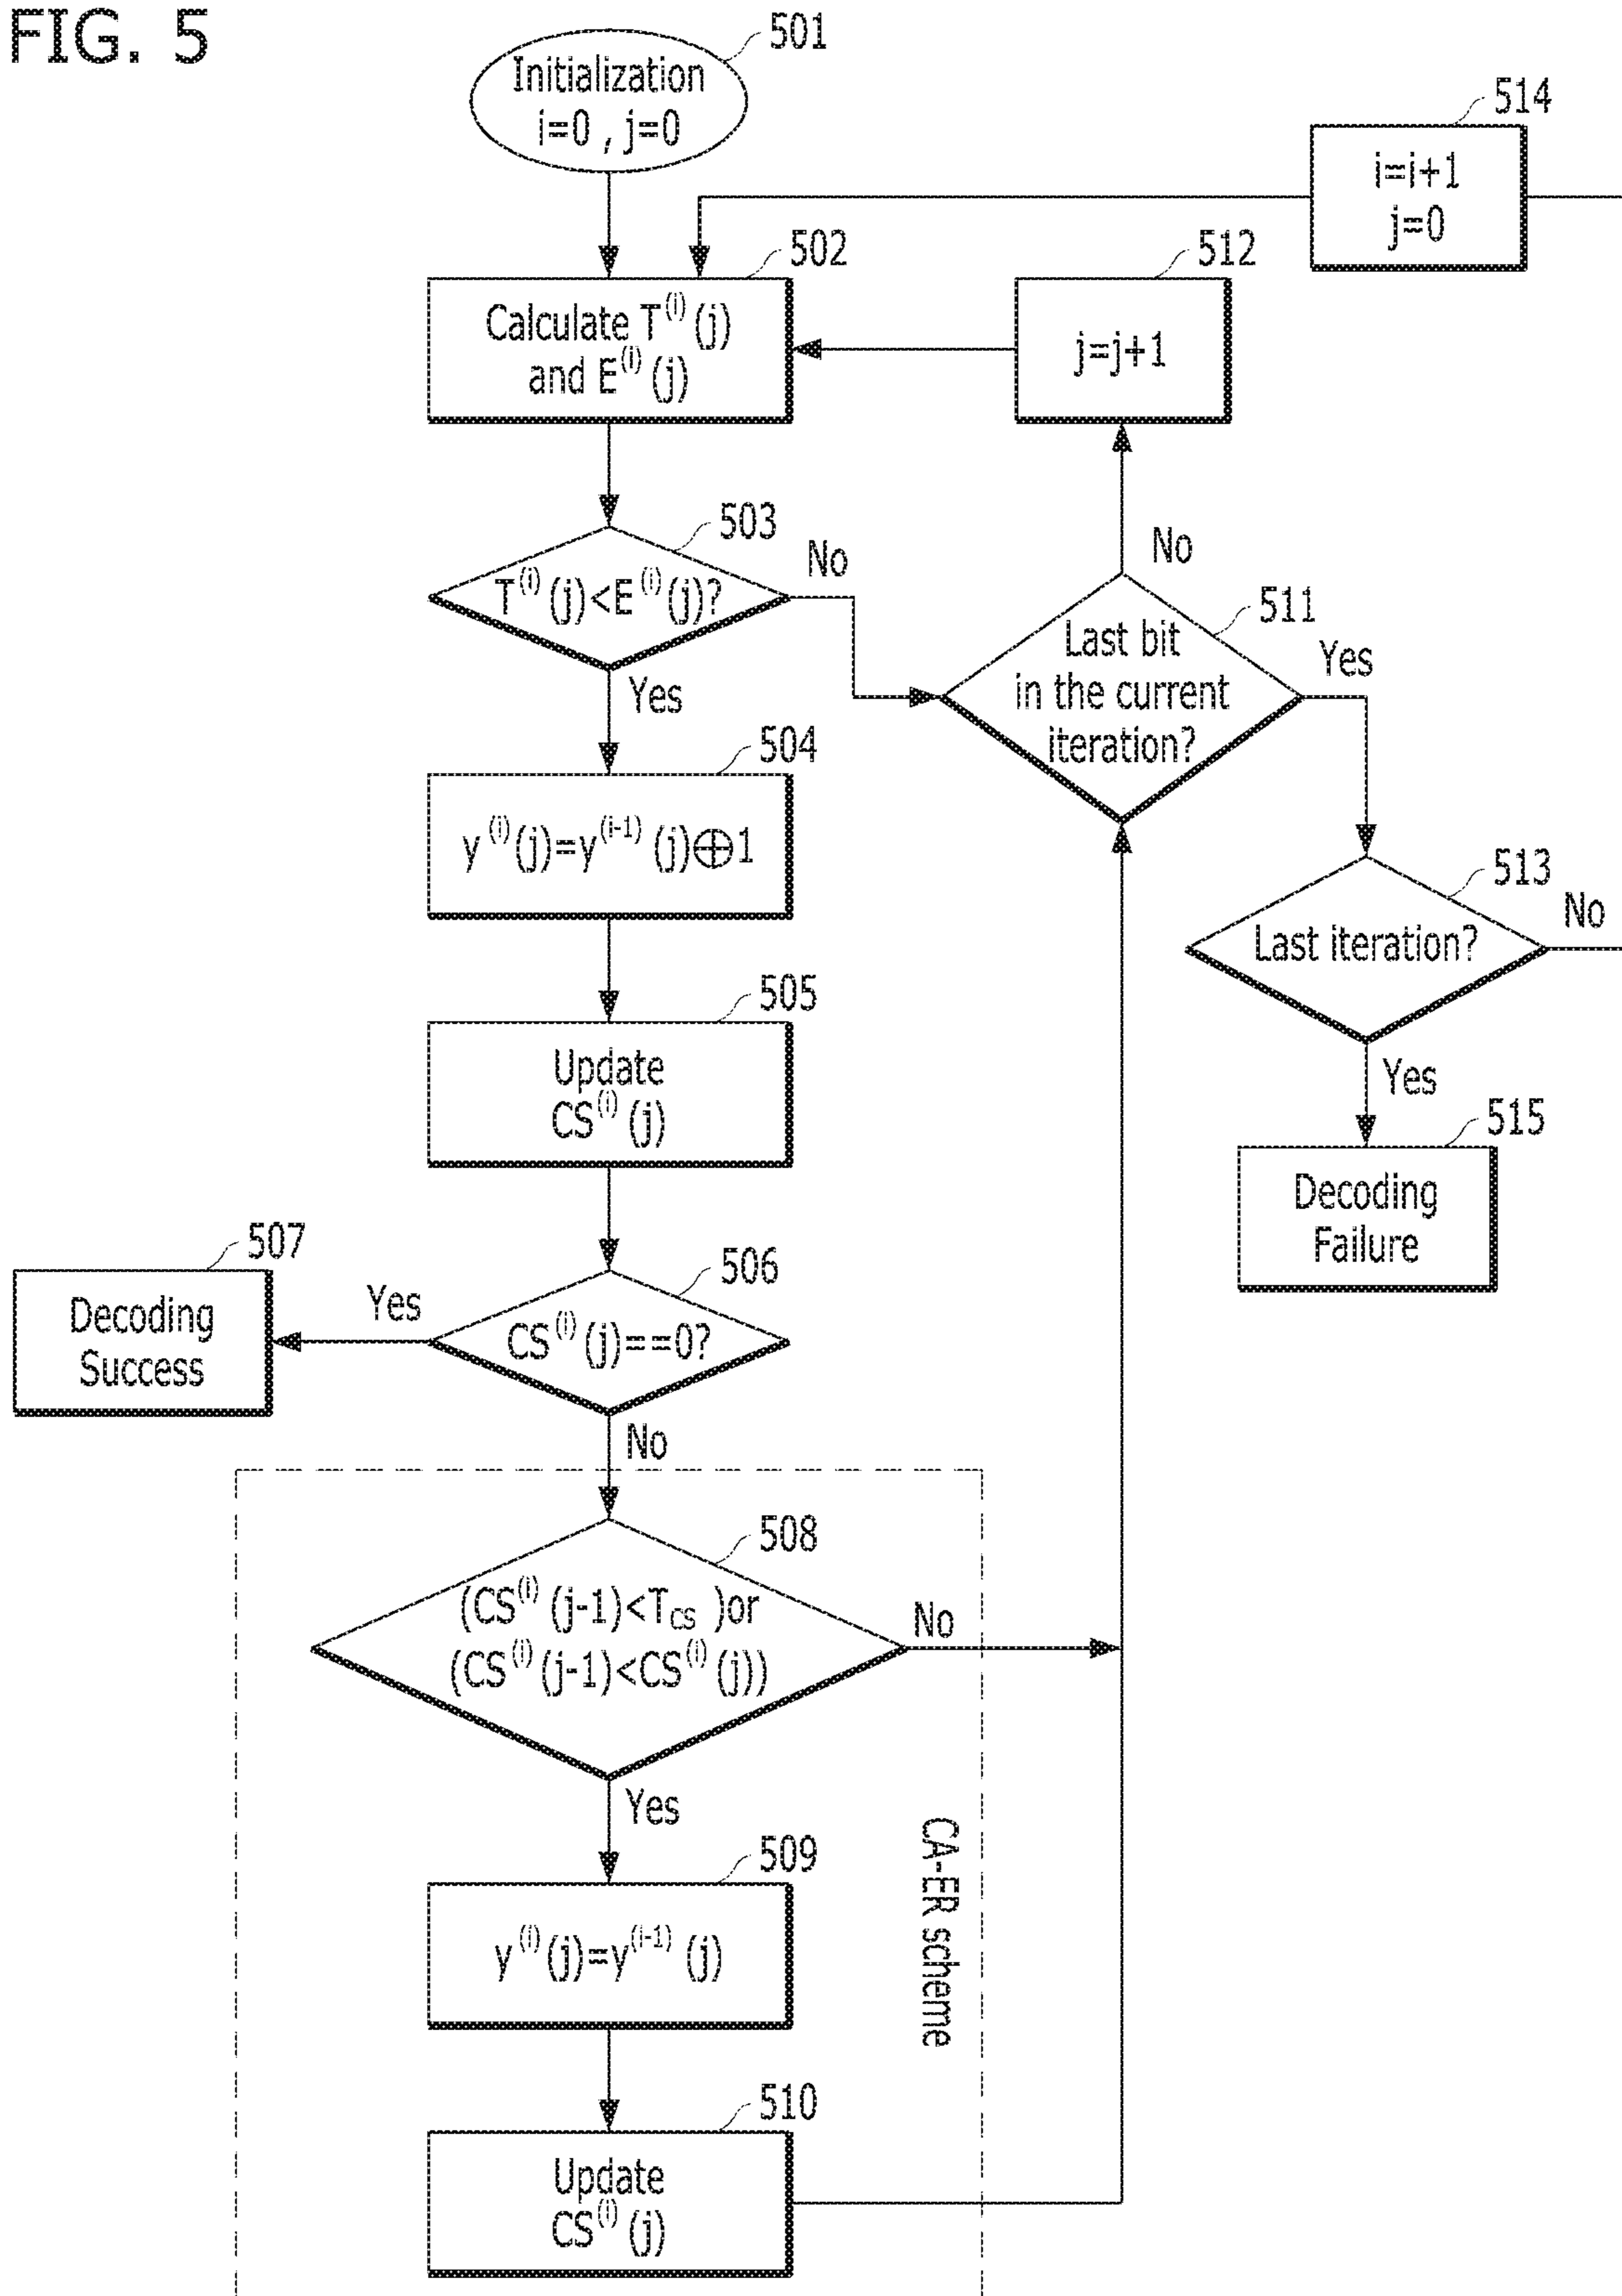 FIG. 5
501
Initialization
i=0 , j=0
514
i=i+1
j=0
502
Calculate T⁽ⁱ⁾(j)
and E⁽ⁱ⁾(j)
512
j=j+1
503
T⁽ⁱ⁾(j)<E⁽ⁱ⁾(j)?
No
Yes
No
511
Last bit
in the current
iteration?
Yes
504
y⁽ⁱ⁾(j)=y⁽ⁱ⁻¹⁾(j)⊕1
513
Last iteration?
No
Yes
505
Update
CS⁽ⁱ⁾(j)
515
Decoding
Failure
506
CS⁽ⁱ⁾(j)==0?
Yes
507
Decoding
Success
No
508
(CS⁽ⁱ⁾(j-1)<T_CS )or
(CS⁽ⁱ⁾(j-1)<CS⁽ⁱ⁾(j))
No
Yes
509
y⁽ⁱ⁾(j)=y⁽ⁱ⁻¹⁾(j)
CA-ER scheme
510
Update
CS⁽ⁱ⁾(j)